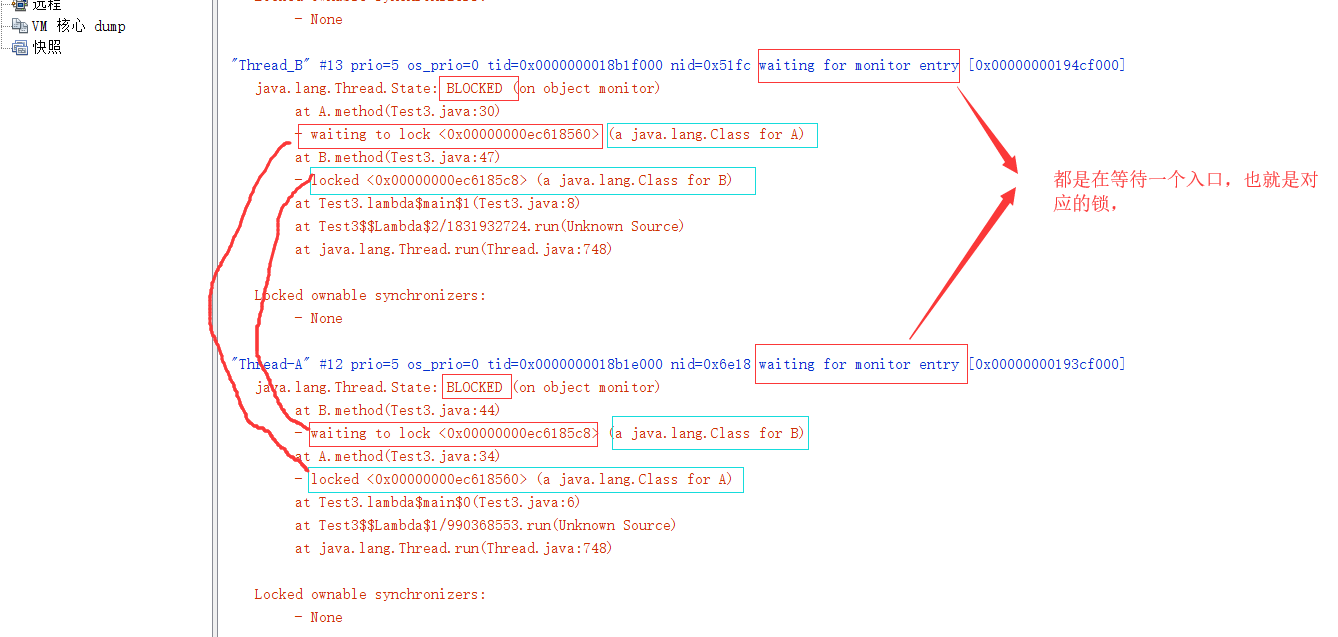 远程
VM 核心 dump
快照
- None
"Thread_B" #13 prio=5 os_prio=0 tid=0x0000000018b1f000 nid=0x51fc waiting for monitor entry [0x00000000194cf000]
java.lang.Thread.State: BLOCKED (on object monitor)
at A.method(Test3.java:30)
- waiting to lock <0x00000000ec618560> (a java.lang.Class for A)
at B.method(Test3.java:47)
- locked <0x00000000ec6185c8> (a java.lang.Class for B)
at Test3.lambda$main$1(Test3.java:8)
at Test3$$Lambda$2/1831932724.run(Unknown Source)
at java.lang.Thread.run(Thread.java:748)
都是在等待一个入口，也就是对
应的锁，
Locked ownable synchronizers:
- None
"Thread-A" #12 prio=5 os_prio=0 tid=0x0000000018b1e000 nid=0x6e18 waiting for monitor entry [0x00000000193cf000]
java.lang.Thread.State: BLOCKED (on object monitor)
at B.method(Test3.java:44)
- waiting to lock <0x00000000ec6185c8> (a java.lang.Class for B)
at A.method(Test3.java:34)
- locked <0x00000000ec618560> (a java.lang.Class for A)
at Test3.lambda$main$0(Test3.java:6)
at Test3$$Lambda$1/990368553.run(Unknown Source)
at java.lang.Thread.run(Thread.java:748)
Locked ownable synchronizers:
- None